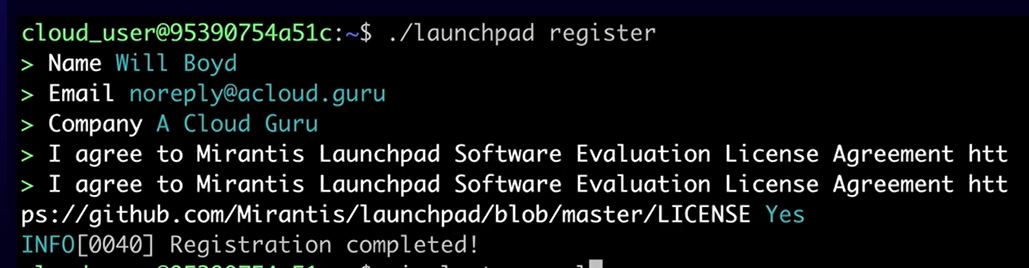 cloud_user@95390754a51c:~$ ./launchpad register
> Name Will Boyd
> Email noreply@acloud.guru
> Company A Cloud Guru
> I agree to Mirantis Launchpad Software Evaluation License Agreement htt
> I agree to Mirantis Launchpad Software Evaluation License Agreement htt
ps://github.com/Mirantis/launchpad/blob/master/LICENSE Yes
INFO[0040] Registration completed!